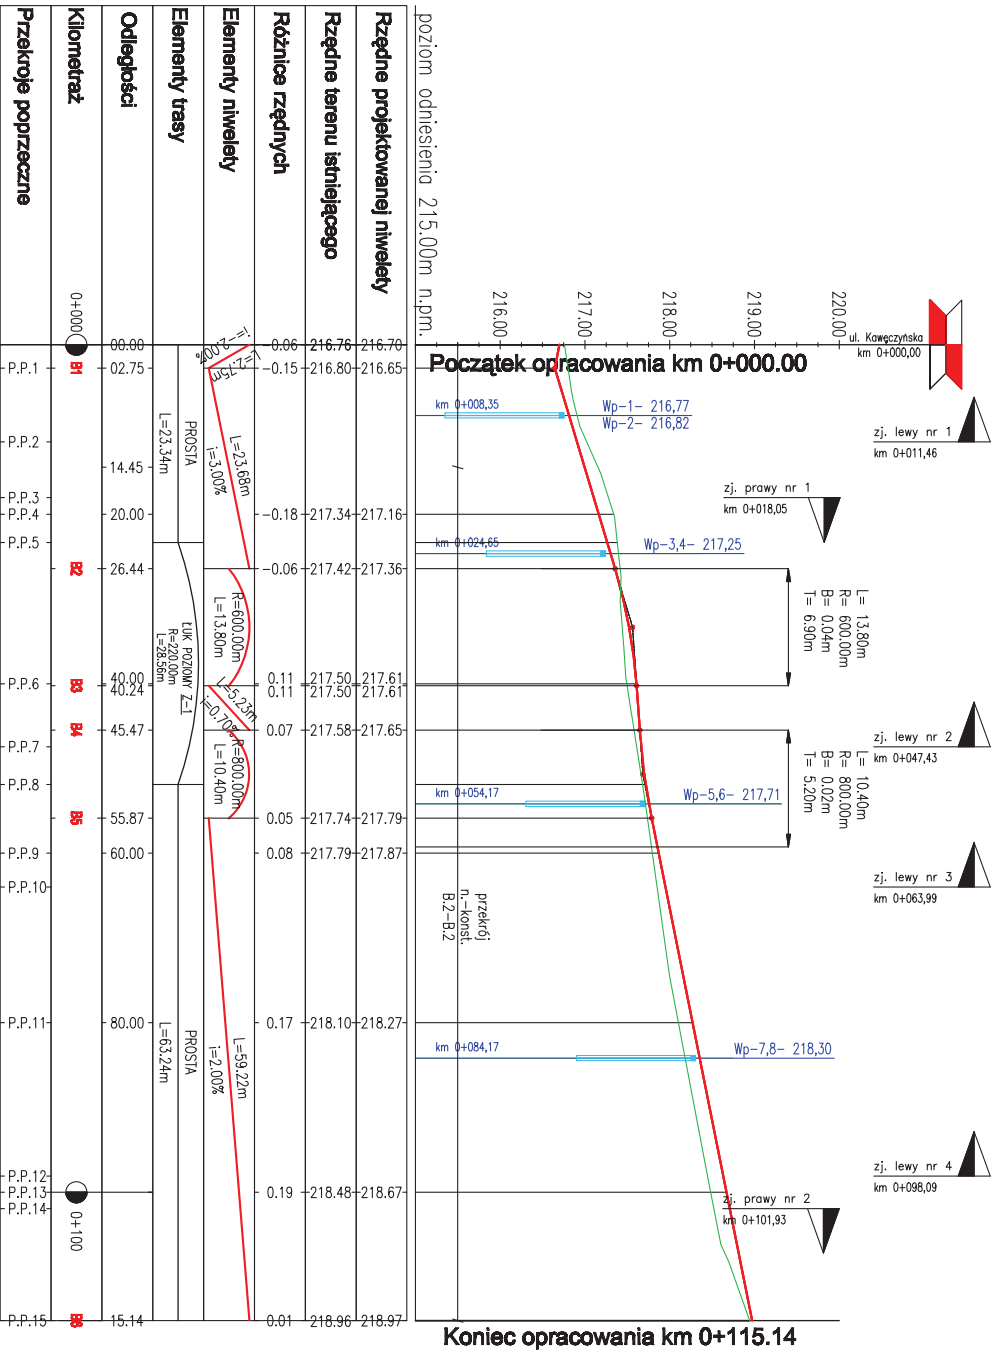 220.00
219.00
218.00
217.00
216.00
poziom odniesienia 215.00m n.pm.
ul. Kawęczyńska
km 0+000,00
Początek opracowania km 0+000.00
Koniec opracowania km 0+115.14
zj. lewy nr 1
km 0+011,46
zj. prawy nr 1
km 0+018,05
zj. lewy nr 2
km 0+047,43
zj. lewy nr 3
km 0+063,99
zj. lewy nr 4
km 0+098,09
zj. prawy nr 2
km 0+101,93
L= 13.80m
R= 600.00m
B= 0.04m
T= 6.90m
L= 10.40m
R= 800.00m
B= 0.02m
T= 5.20m
km 0+008,35
Wp-1- 216,77
Wp-2- 216,82
km 0+024,65
Wp-3,4- 217,25
km 0+054,17
Wp-5,6- 217,71
km 0+084,17
Wp-7,8- 218,30
przekrój
n.-konst.
B.2-B.2
Rzędne projektowanej niwelety
216.70
216.65
217.16
217.36
217.61
217.61
217.65
217.79
217.87
218.27
218.67
218.97
Rzędne terenu istniejącego
216.76
216.80
217.34
217.42
217.50
217.50
217.58
217.74
217.79
218.10
218.48
218.96
Różnice rzędnych
-0.06
-0.15
-0.18
-0.06
0.11
0.11
0.07
0.05
0.08
0.17
0.19
0.01
Elementy niwelety
L=2.75m
i=-2.00%
L=23.68m
i=3.00%
R=600.00m
L=13.80m
L=5.23m
i=0.70%
R=800.00m
L=10.40m
L=59.22m
i=2.00%
Elementy trasy
PROSTA
L=23.34m
ŁUK POZIOMY Z-1
R=220.00m
L=28.56m
PROSTA
L=63.24m
Odległości
00.00
02.75
14.45
20.00
26.44
40.00
40.24
45.47
55.87
60.00
80.00
15.14
Kilometraż
0+000
B1
B2
B3
B4
B5
0+100
B6
Przekroje poprzeczne
P.P.1
P.P.2
P.P.3
P.P.4
P.P.5
P.P.6
P.P.7
P.P.8
P.P.9
P.P.10
P.P.11
P.P.12
P.P.13
P.P.14
P.P.15